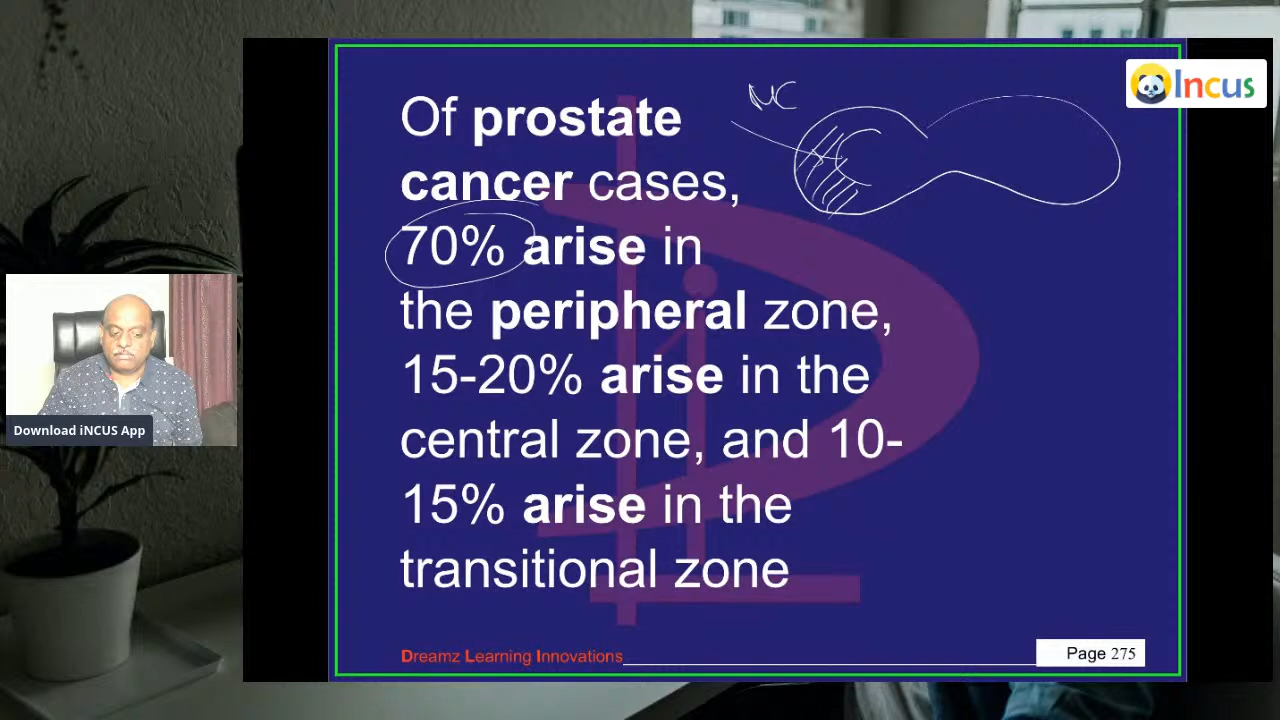 Of prostate
cancer cases,
70% arise in
the peripheral zone,
15-20% arise in the
central zone, and 10-
15% arise in the
transitional zone
Incus
Download iNCUS App
Dreamz Learning Innovations
Page 275